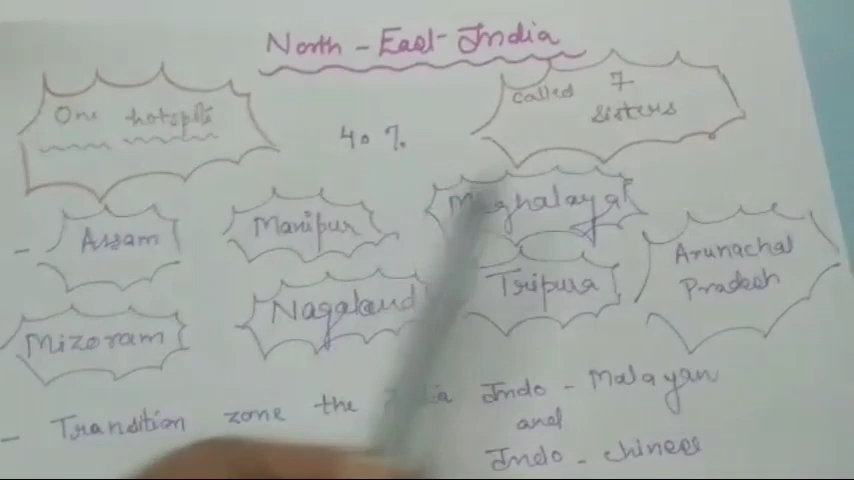 North - East- India
One hotspots
40 %
called 7
sisters
- Assam
Manipur
Meghalaya
Arunachal
Pradesh
Mizoram
Nagaland
Tripura
- Transition zone the India Indo - Malayan
and
Indo - chinees